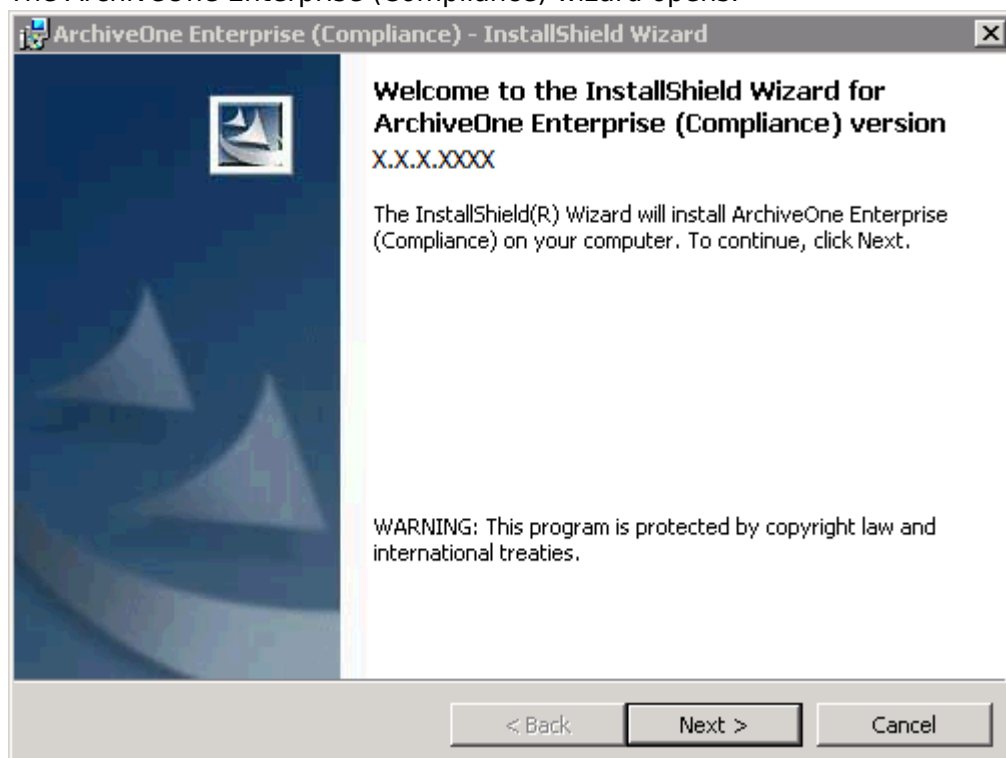 The ArchiveOne Enterprise (Compliance) wizard opens.
ArchiveOne Enterprise (Compliance) - InstallShield Wizard
Welcome to the InstallShield Wizard for
ArchiveOne Enterprise (Compliance) version
X.X.X.XXXX
The InstallShield(R) Wizard will install ArchiveOne Enterprise
(Compliance) on your computer. To continue, click Next.
WARNING: This program is protected by copyright law and
international treaties.
< Back
Next >
Cancel